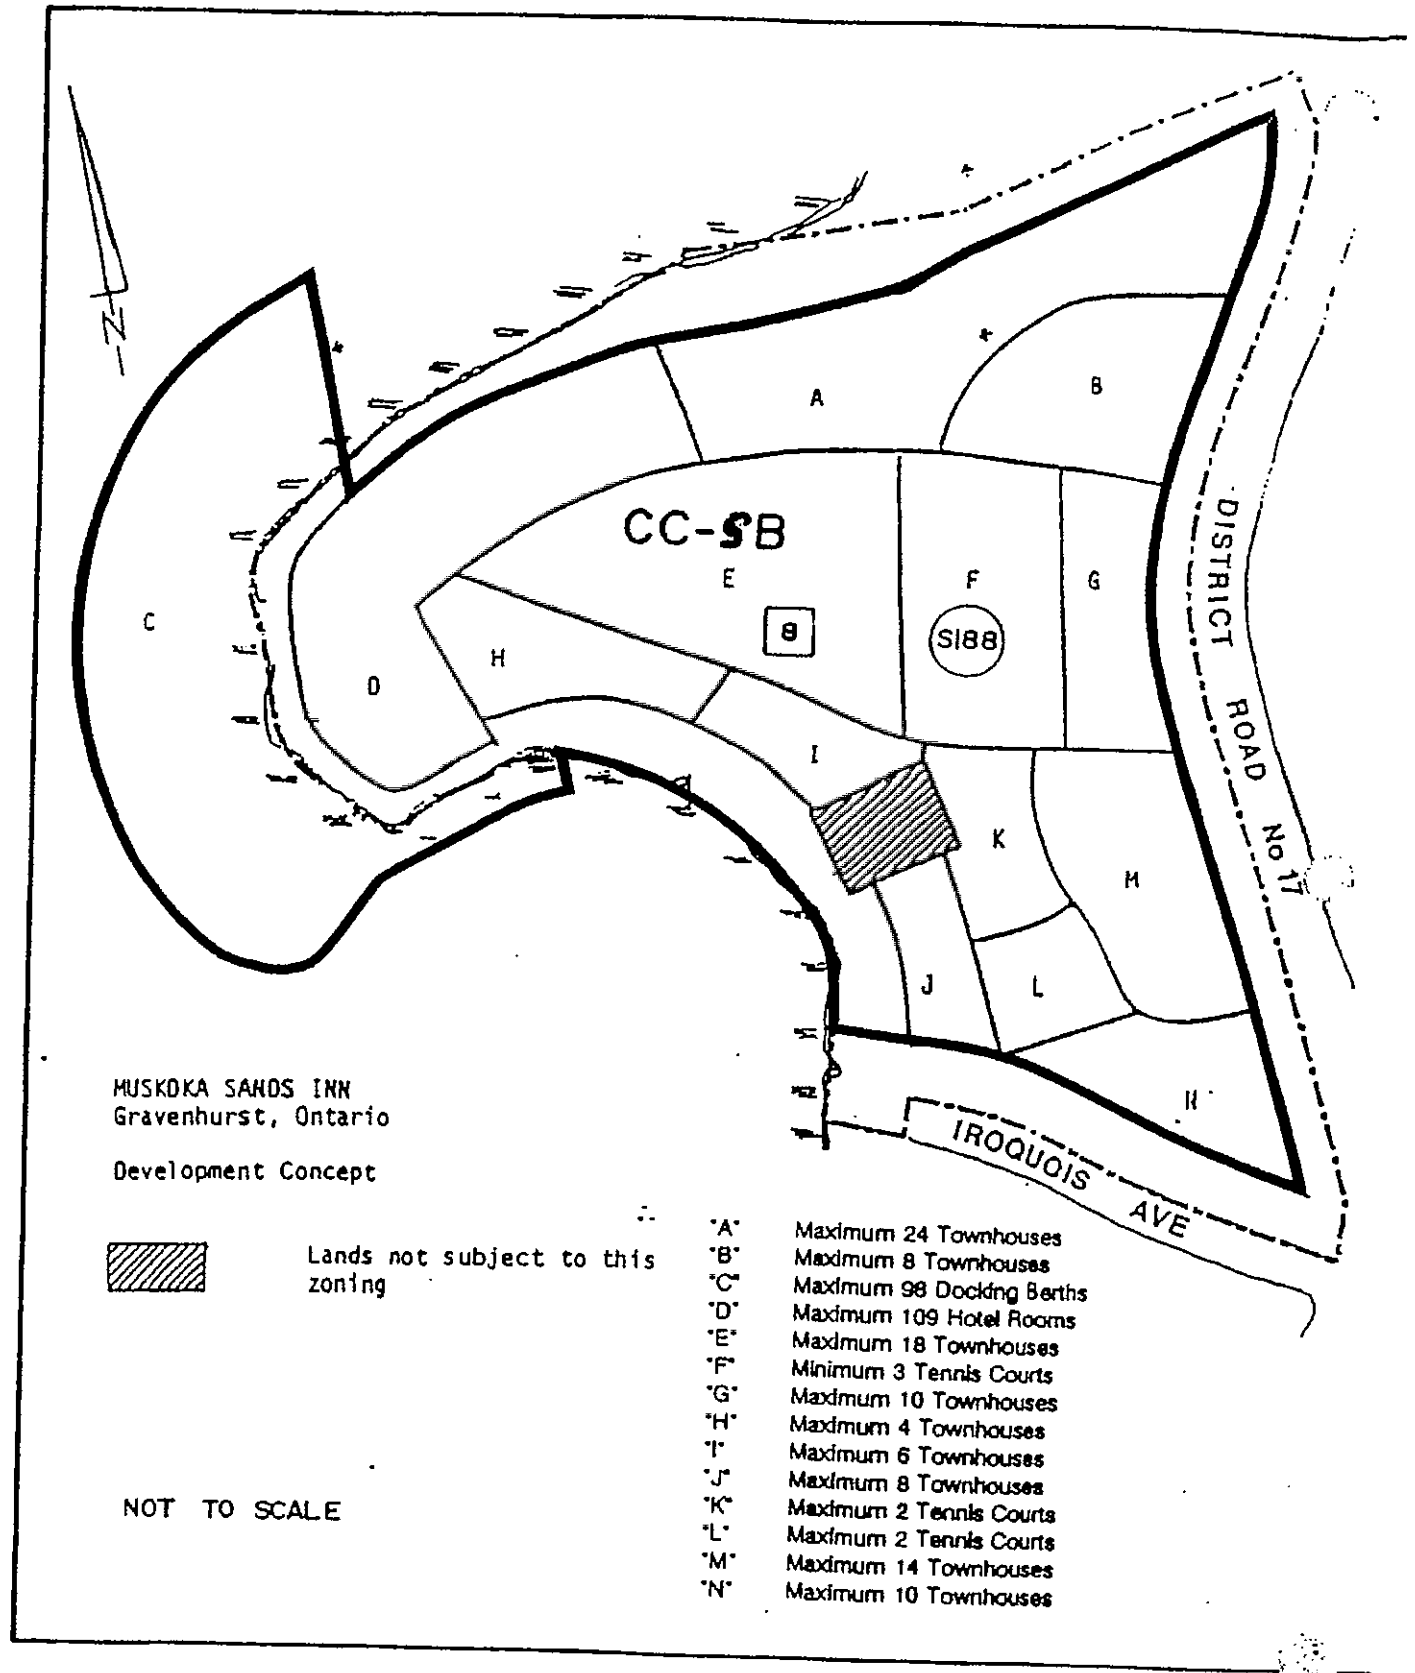 N
A
B
CC-SB
E
F
G
8
S188
C
D
H
I
K
M
J
L
N
DISTRICT ROAD No 17
IROQUOIS AVE
MUSKOKA SANDS INN
Gravenhurst, Ontario
Development Concept
Lands not subject to this
zoning
"A" Maximum 24 Townhouses
"B" Maximum 8 Townhouses
"C" Maximum 98 Docking Berths
"D" Maximum 109 Hotel Rooms
"E" Maximum 18 Townhouses
"F" Minimum 3 Tennis Courts
"G" Maximum 10 Townhouses
"H" Maximum 4 Townhouses
"I" Maximum 6 Townhouses
"J" Maximum 8 Townhouses
"K" Maximum 2 Tennis Courts
"L" Maximum 2 Tennis Courts
"M" Maximum 14 Townhouses
"N" Maximum 10 Townhouses
NOT TO SCALE